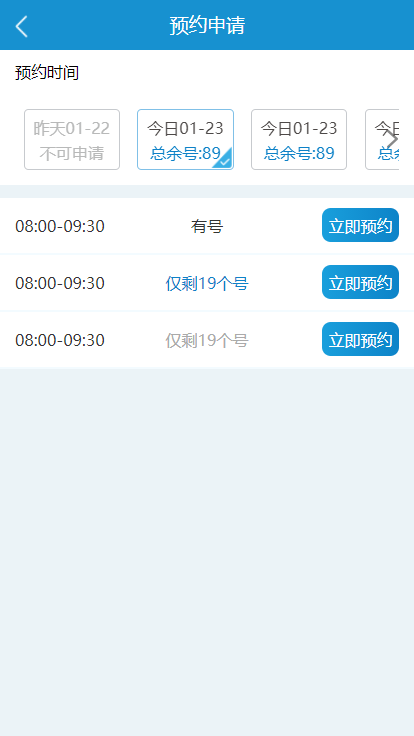 预约申请
预约时间
昨天01-22
不可申请
今日01-23
总余号:89
今日01-23
总余号:89
今
总
08:00-09:30 有号 立即预约
08:00-09:30 仅剩19个号 立即预约
08:00-09:30 仅剩19个号 立即预约